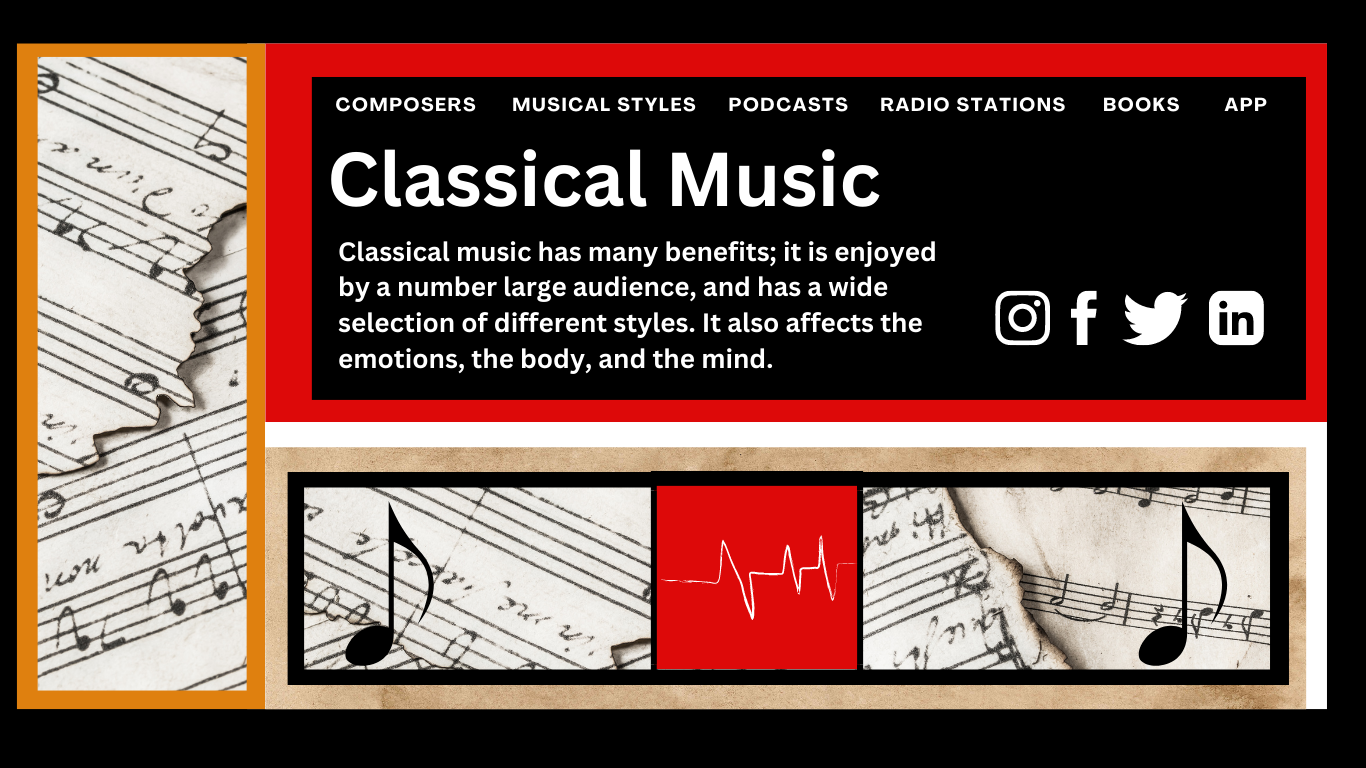 COMPOSERS MUSICAL STYLES PODCASTS RADIO STATIONS BOOKS APP
Classical Music
Classical music has many benefits; it is enjoyed
by a number large audience, and has a wide
selection of different styles. It also affects the
emotions, the body, and the mind.